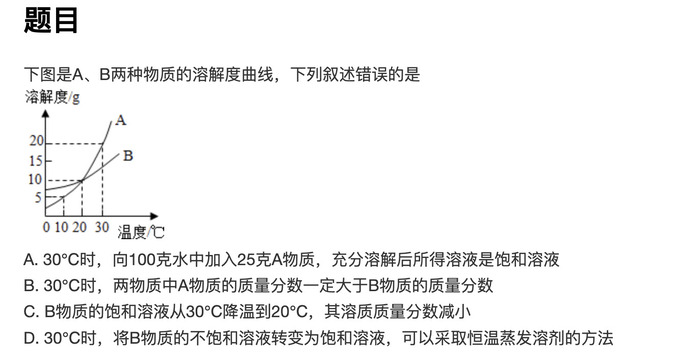 题目
下图是A、B两种物质的溶解度曲线，下列叙述错误的是
溶解度/g
A
B
20
15
10
5
0 10 20 30 温度/℃
A. 30°C时，向100克水中加入25克A物质，充分溶解后所得溶液是饱和溶液
B. 30°C时，两物质中A物质的质量分数一定大于B物质的质量分数
C. B物质的饱和溶液从30°C降温到20°C，其溶质质量分数减小
D. 30°C时，将B物质的不饱和溶液转变为饱和溶液，可以采取恒温蒸发溶剂的方法